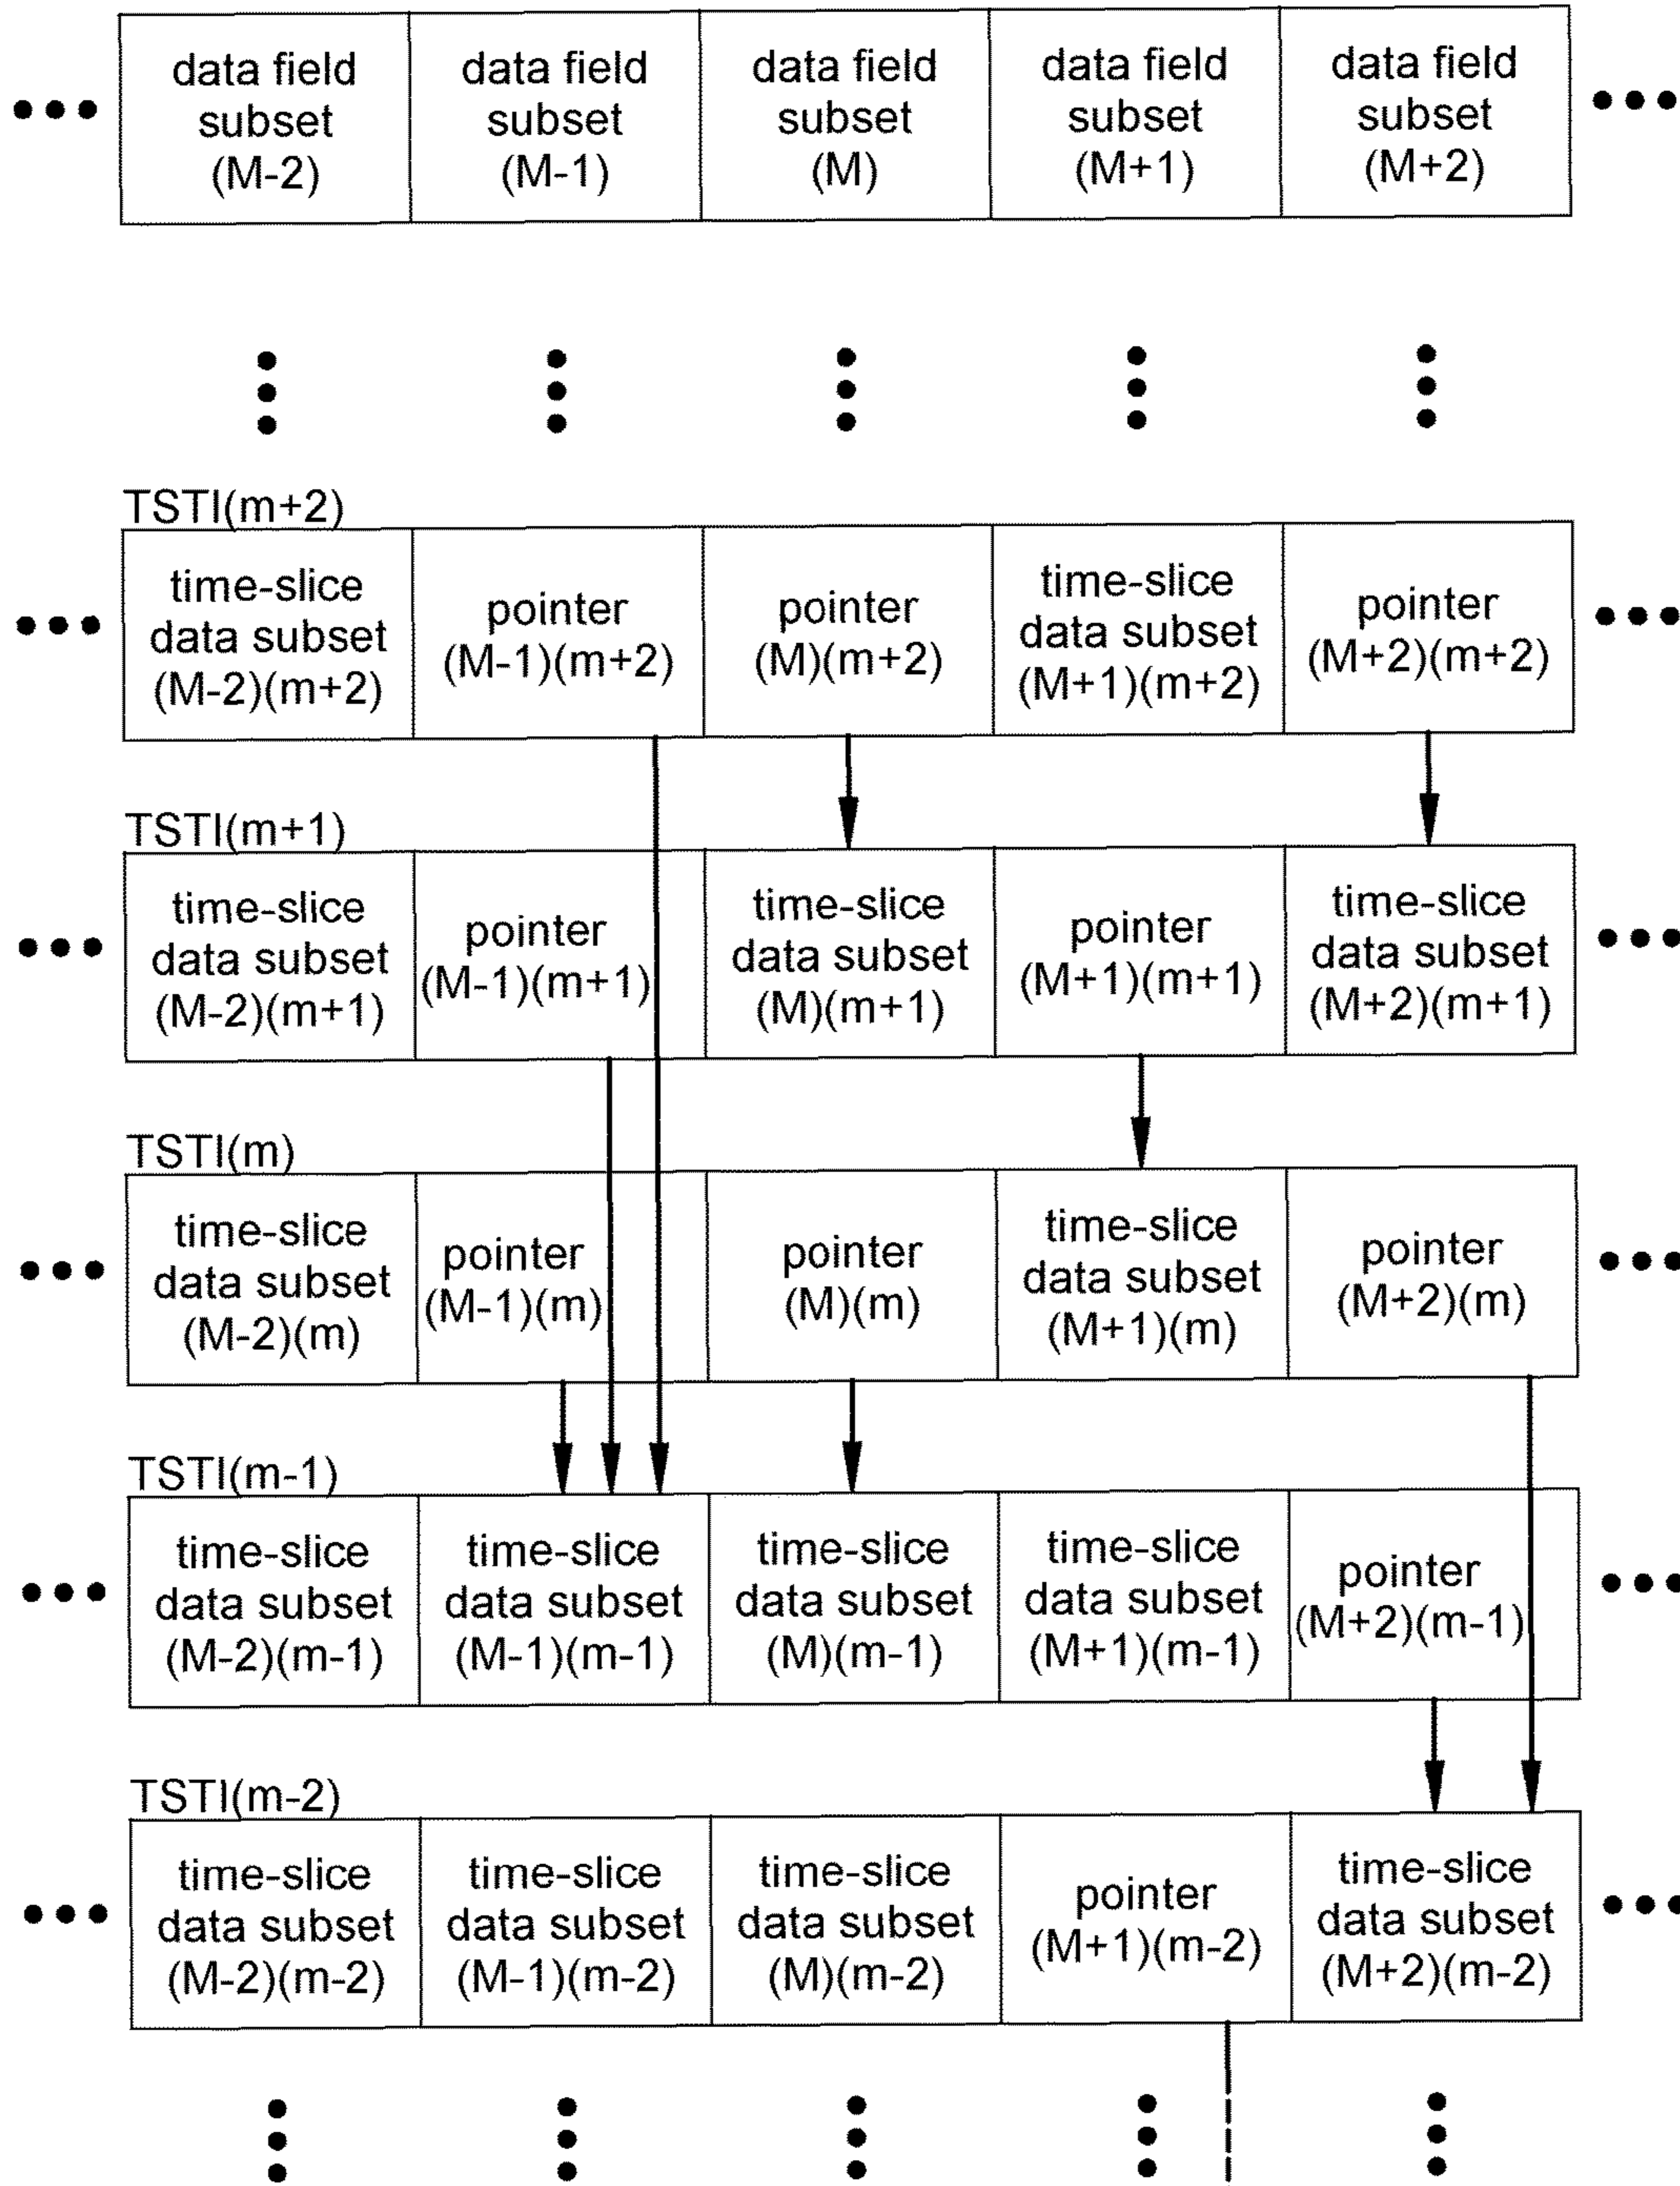 data field
subset
(M-2)
data field
subset
(M-1)
data field
subset
(M)
data field
subset
(M+1)
data field
subset
(M+2)
TSTI(m+2)
time-slice
data subset
(M-2)(m+2)
pointer
(M-1)(m+2)
pointer
(M)(m+2)
time-slice
data subset
(M+1)(m+2)
pointer
(M+2)(m+2)
TSTI(m+1)
time-slice
data subset
(M-2)(m+1)
pointer
(M-1)(m+1)
time-slice
data subset
(M)(m+1)
pointer
(M+1)(m+1)
time-slice
data subset
(M+2)(m+1)
TSTI(m)
time-slice
data subset
(M-2)(m)
pointer
(M-1)(m)
pointer
(M)(m)
time-slice
data subset
(M+1)(m)
pointer
(M+2)(m)
TSTI(m-1)
time-slice
data subset
(M-2)(m-1)
time-slice
data subset
(M-1)(m-1)
time-slice
data subset
(M)(m-1)
time-slice
data subset
(M+1)(m-1)
pointer
(M+2)(m-1)
TSTI(m-2)
time-slice
data subset
(M-2)(m-2)
time-slice
data subset
(M-1)(m-2)
time-slice
data subset
(M)(m-2)
pointer
(M+1)(m-2)
time-slice
data subset
(M+2)(m-2)